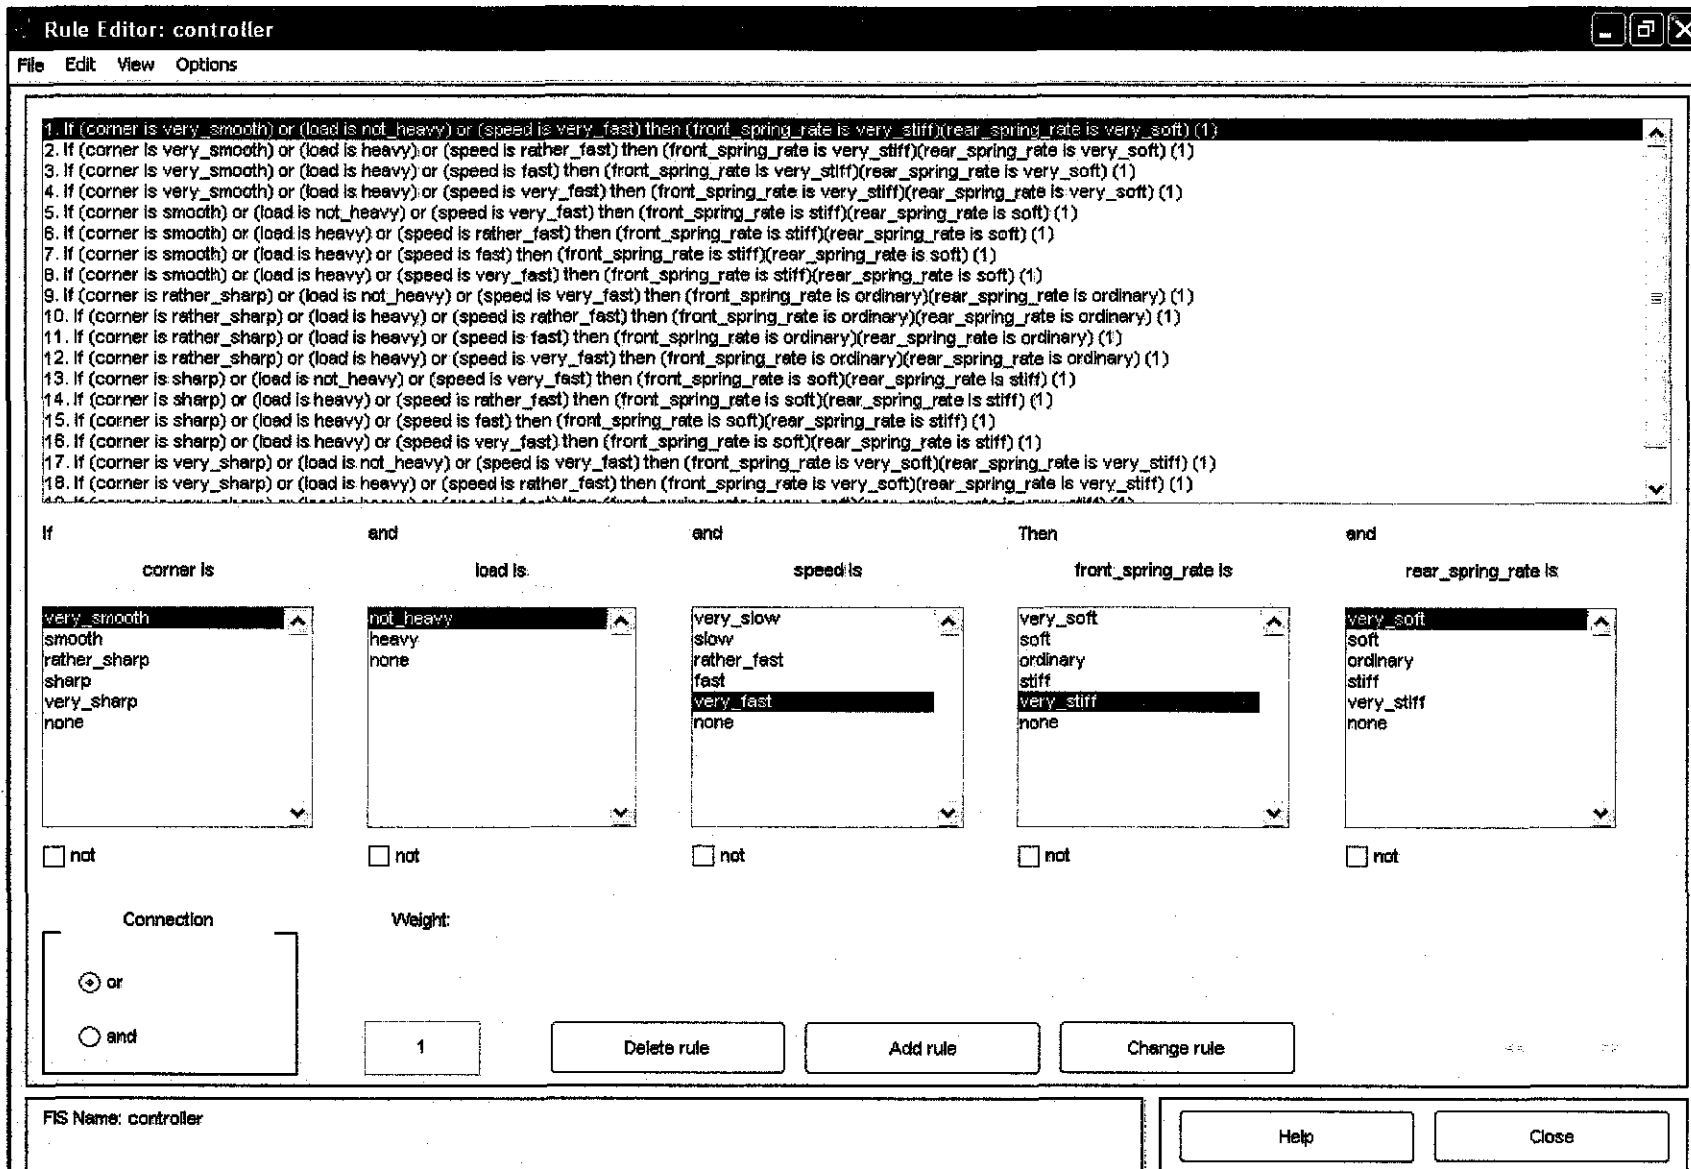 Rule Editor: controller
File Edit View Options
1. If (corner is very_smooth) or (load is not_heavy) or (speed is very_fast) then (front_spring_rate is very_stiff)(rear_spring_rate is very_soft) (1)
2. If (corner is very_smooth) or (load is heavy) or (speed is rather_fast) then (front_spring_rate is very_stiff)(rear_spring_rate is very_soft) (1)
3. If (corner is very_smooth) or (load is heavy) or (speed is fast) then (front_spring_rate is very_stiff)(rear_spring_rate is very_soft) (1)
4. If (corner is very_smooth) or (load is heavy) or (speed is very_fast) then (front_spring_rate is very_stiff)(rear_spring_rate is very_soft) (1)
5. If (corner is smooth) or (load is not_heavy) or (speed is very_fast) then (front_spring_rate is stiff)(rear_spring_rate is soft) (1)
6. If (corner is smooth) or (load is heavy) or (speed is rather_fast) then (front_spring_rate is stiff)(rear_spring_rate is soft) (1)
7. If (corner is smooth) or (load is heavy) or (speed is fast) then (front_spring_rate is stiff)(rear_spring_rate is soft) (1)
8. If (corner is smooth) or (load is heavy) or (speed is very_fast) then (front_spring_rate is stiff)(rear_spring_rate is soft) (1)
9. If (corner is rather_sharp) or (load is not_heavy) or (speed is very_fast) then (front_spring_rate is ordinary)(rear_spring_rate is ordinary) (1)
10. If (corner is rather_sharp) or (load is heavy) or (speed is rather_fast) then (front_spring_rate is ordinary)(rear_spring_rate is ordinary) (1)
11. If (corner is rather_sharp) or (load is heavy) or (speed is fast) then (front_spring_rate is ordinary)(rear_spring_rate is ordinary) (1)
12. If (corner is rather_sharp) or (load is heavy) or (speed is very_fast) then (front_spring_rate is ordinary)(rear_spring_rate is ordinary) (1)
13. If (corner is sharp) or (load is not_heavy) or (speed is very_fast) then (front_spring_rate is soft)(rear_spring_rate is stiff) (1)
14. If (corner is sharp) or (load is heavy) or (speed is rather_fast) then (front_spring_rate is soft)(rear_spring_rate is stiff) (1)
15. If (corner is sharp) or (load is heavy) or (speed is fast) then (front_spring_rate is soft)(rear_spring_rate is stiff) (1)
16. If (corner is sharp) or (load is heavy) or (speed is very_fast) then (front_spring_rate is soft)(rear_spring_rate is stiff) (1)
17. If (corner is very_sharp) or (load is not_heavy) or (speed is very_fast) then (front_spring_rate is very_soft)(rear_spring_rate is very_stiff) (1)
18. If (corner is very_sharp) or (load is heavy) or (speed is rather_fast) then (front_spring_rate is very_soft)(rear_spring_rate is very_stiff) (1)
If and and Then and
corner is load is speed is front_spring_rate is rear_spring_rate is
very_smooth not_heavy very_slow very_soft very_soft
smooth heavy slow soft soft
rather_sharp none rather_fast ordinary ordinary
sharp fast stiff stiff
very_sharp very_fast very_stiff very_stiff
none none none none
not not not not not
Connection Weight:
or
and 1 Delete rule Add rule Change rule << >>
FIS Name: controller
Help Close